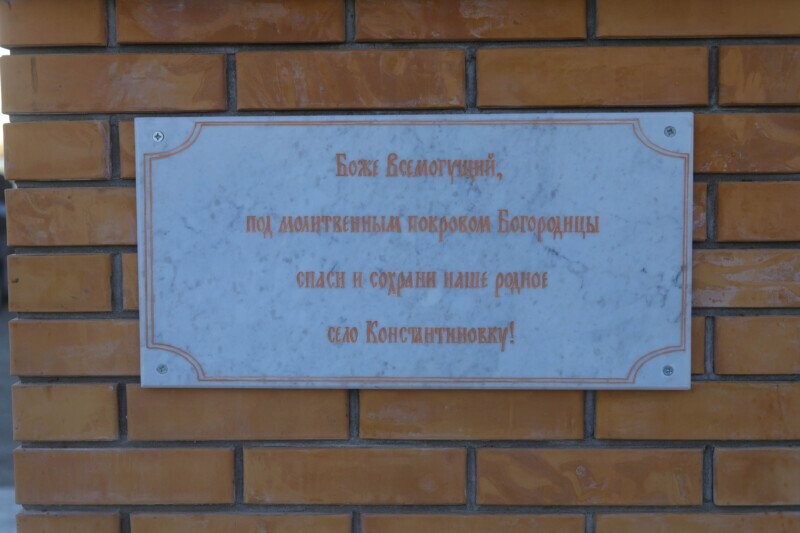 Боже Всемогущий,
под молитвенным покровом Богородицы
спаси и сохрани наше родное
село Константиновку!